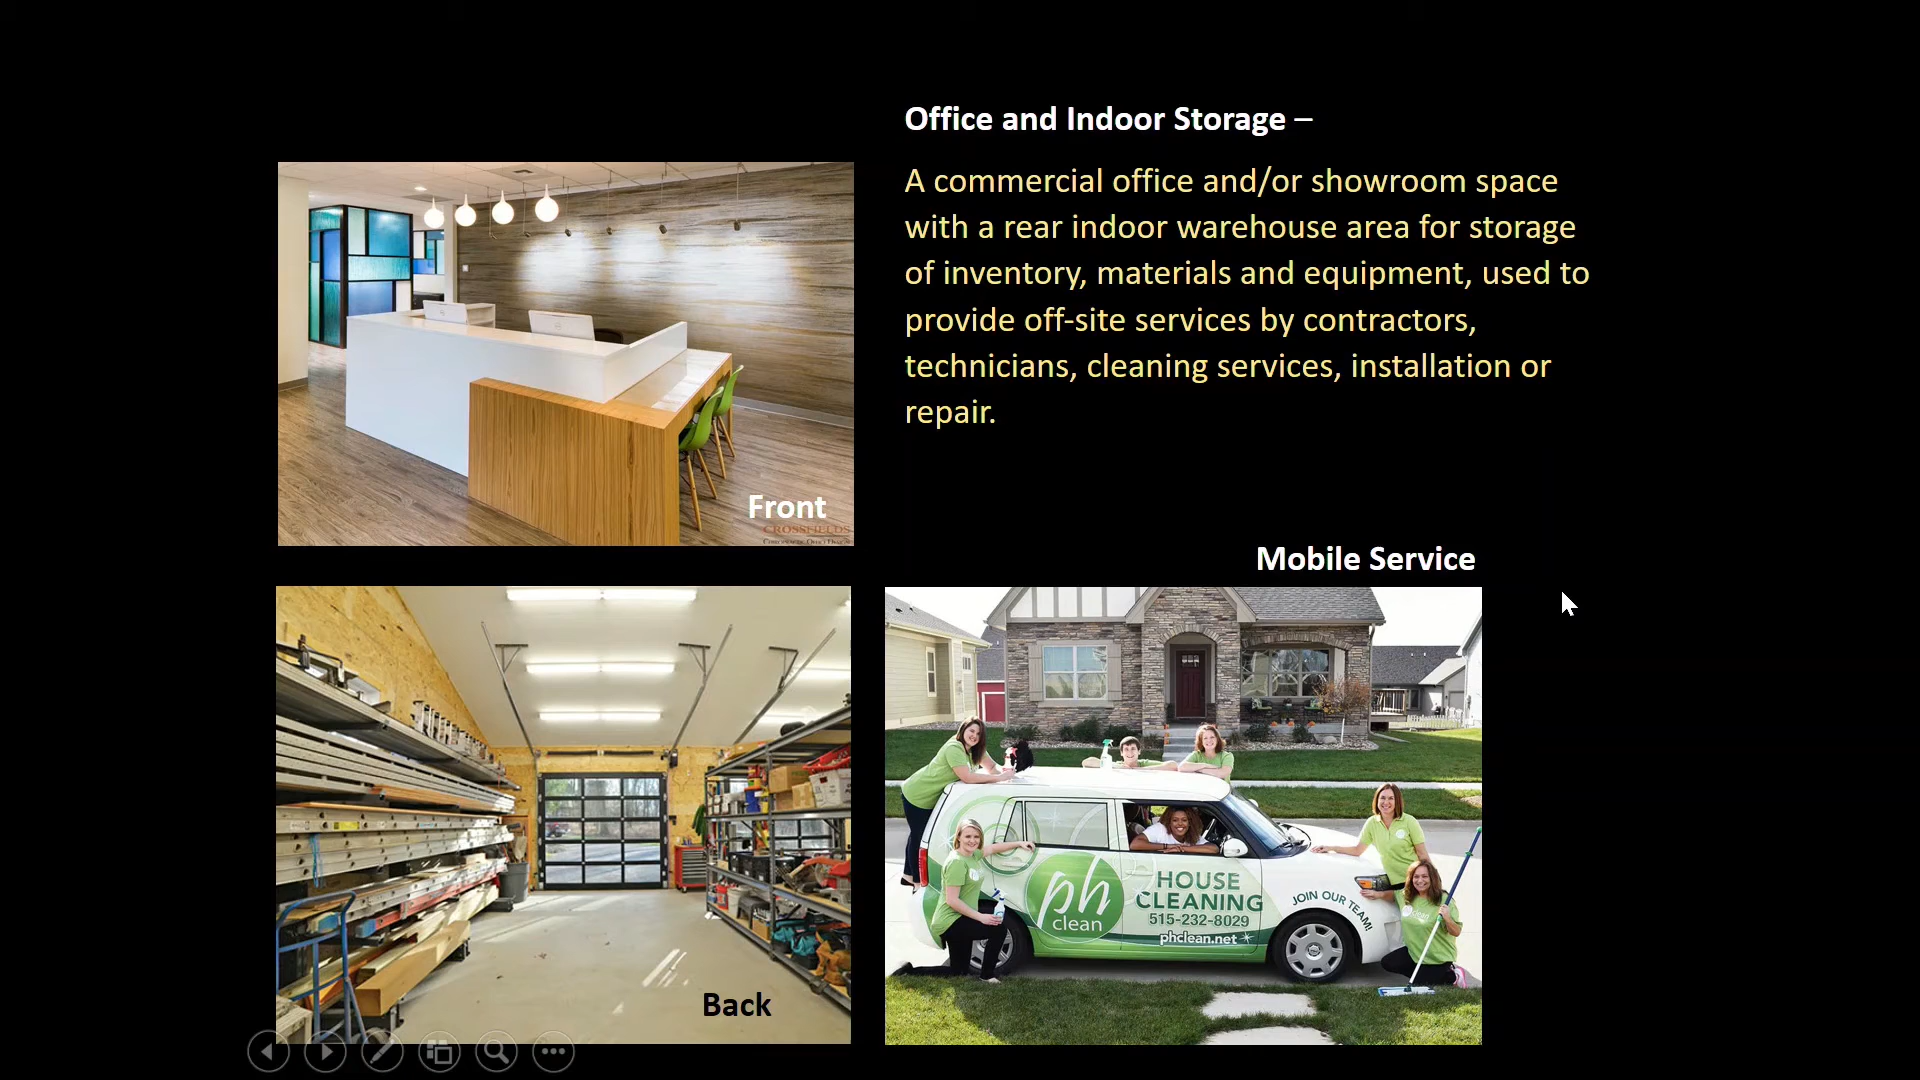 Office and Indoor Storage –
A commercial office and/or showroom space
with a rear indoor warehouse area for storage
of inventory, materials and equipment, used to
provide off-site services by contractors,
technicians, cleaning services, installation or
repair.
Front
CROSSFIELDS
Mobile Service
ph
clean
HOUSE
CLEANING
515-232-8029
phclean.net
JOIN OUR TEAM!
Back